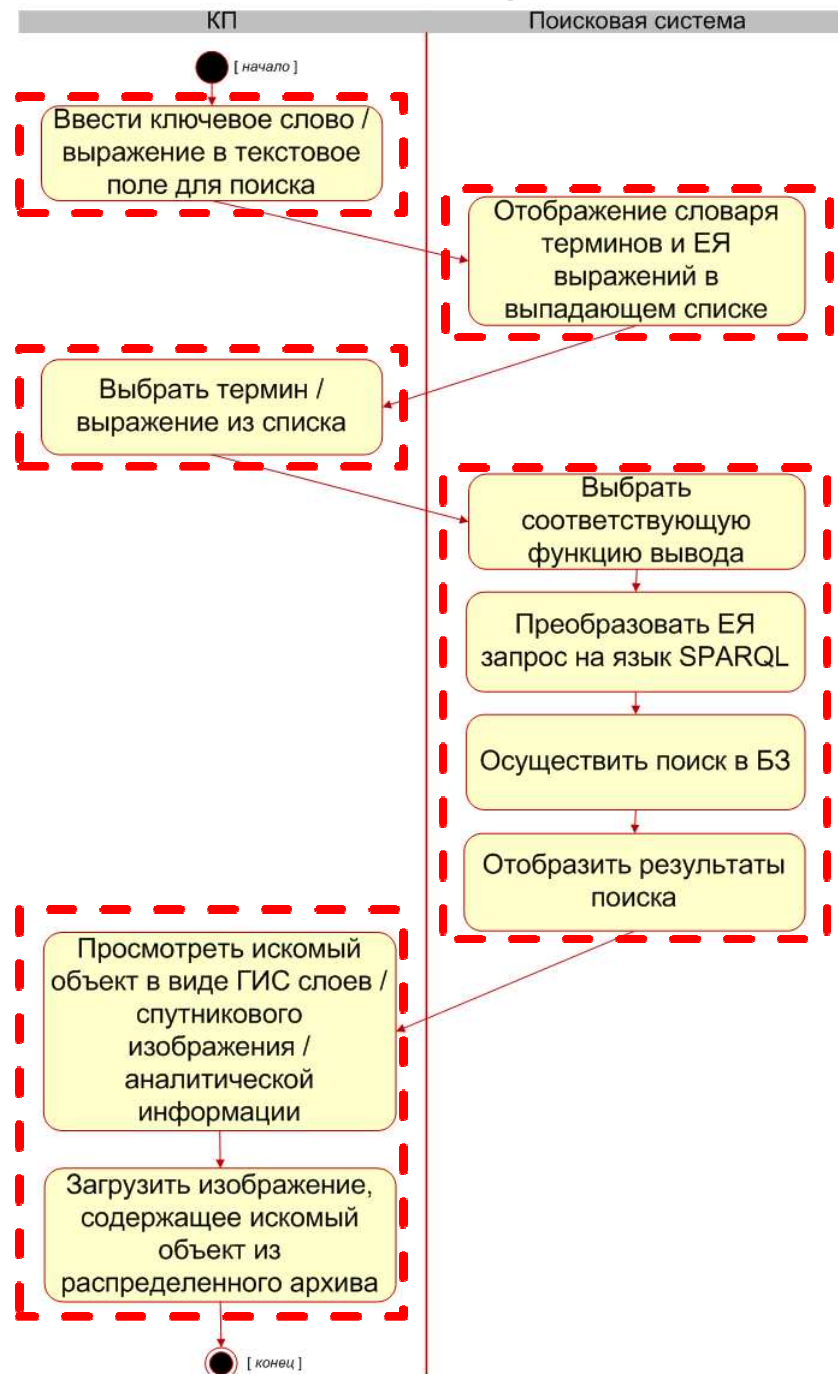 КП
Поисковая система
[ начало ]
Ввести ключевое слово /
выражение в текстовое
поле для поиска
Отображение словаря
терминов и ЕЯ
выражений в
выпадающем списке
Выбрать термин /
выражение из списка
Выбрать
соответствующую
функцию вывода
Преобразовать ЕЯ
запрос на язык SPARQL
Осуществить поиск в БЗ
Отобразить результаты
поиска
Просмотреть искомый
объект в виде ГИС слоев /
спутникового
изображения /
аналитической
информации
Загрузить изображение,
содержащее искомый
объект из
распределенного архива
[ конец ]